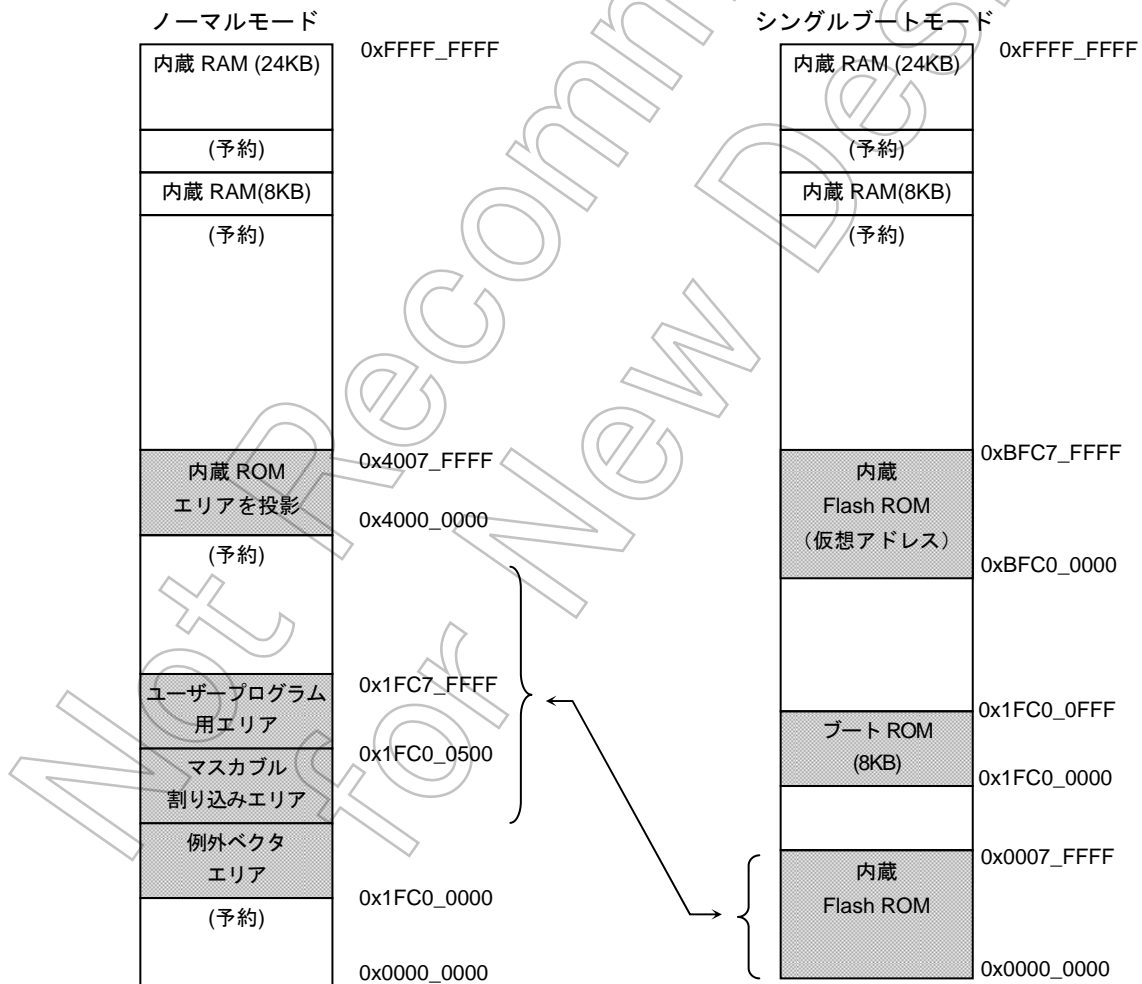 ノーマルモード
0xFFFF_FFFF
内蔵 RAM (24KB)
(予約)
内蔵 RAM(8KB)
(予約)
内蔵 ROM
エリアを投影
0x4007_FFFF
0x4000_0000
(予約)
ユーザープログラム
用エリア
0x1FC7_FFFF
0x1FC0_0500
マスカブル
割り込みエリア
例外ベクタ
エリア
0x1FC0_0000
(予約)
0x0000_0000
シングルブートモード
0xFFFF_FFFF
内蔵 RAM (24KB)
(予約)
内蔵 RAM(8KB)
(予約)
0xBFC7_FFFF
内蔵
Flash ROM
（仮想アドレス）
0xBFC0_0000
0x1FC0_0FFF
ブート ROM
(8KB)
0x1FC0_0000
0x0007_FFFF
内蔵
Flash ROM
0x0000_0000
Not Recomm
for New Des